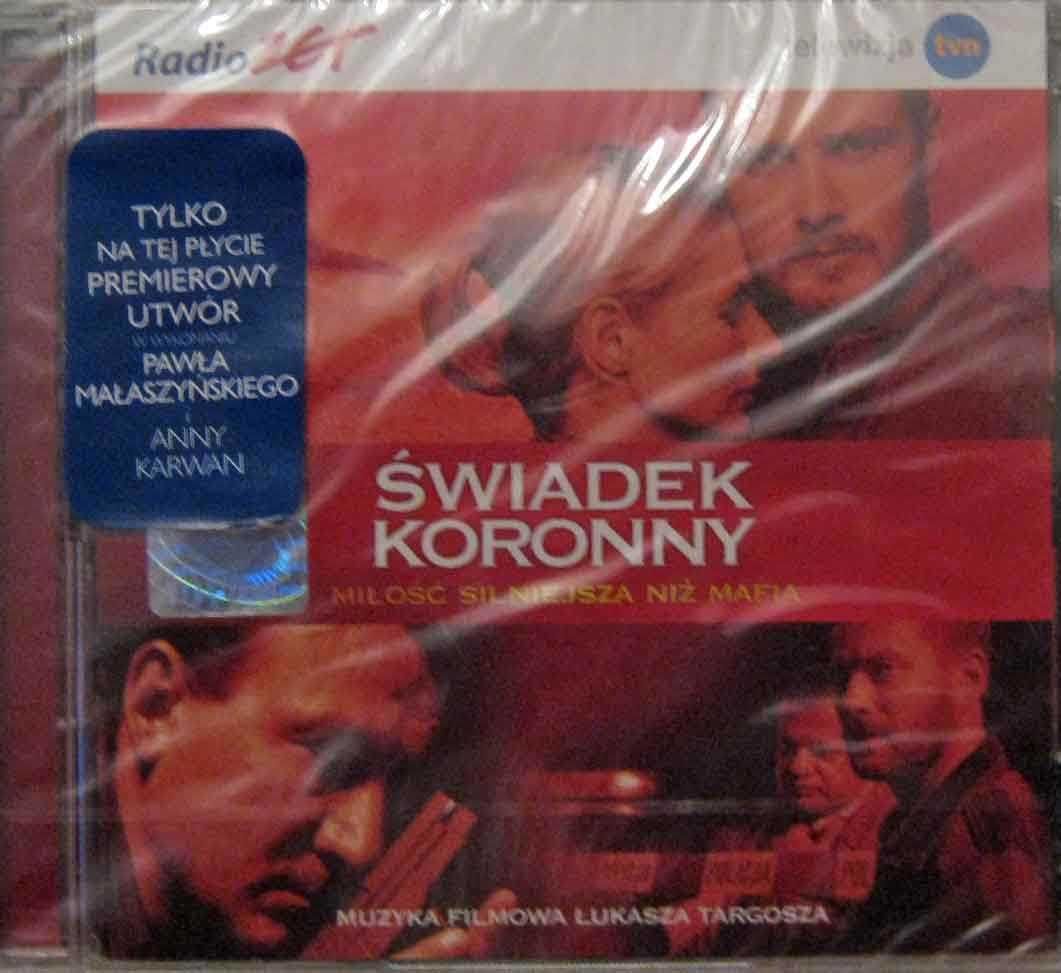 Radio ZET
telewizja tvn
TYLKO
NA TEJ PŁYCIE
PREMIEROWY
UTWÓR
W WYKONANIU
PAWŁA
MAŁASZYŃSKIEGO
I
ANNY
KARWAN
ŚWIADEK
KORONNY
MIŁOŚĆ SILNIEJSZA NIŻ MAFIA
MUZYKA FILMOWA ŁUKASZA TARGOSZA